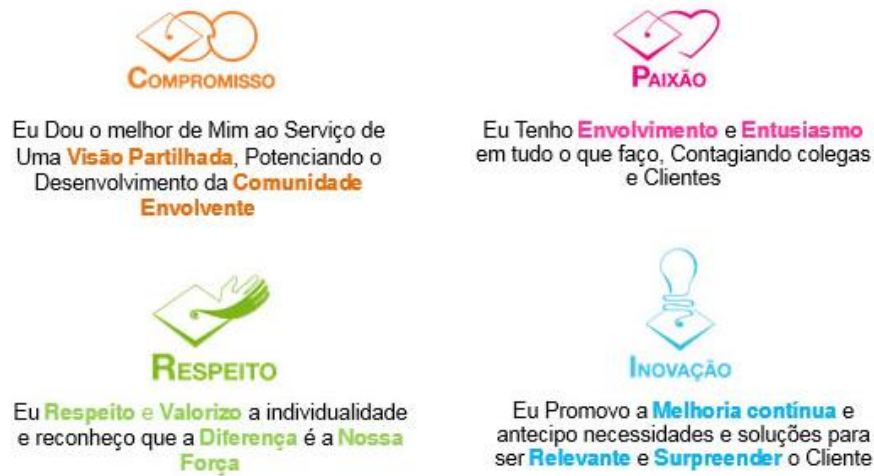 COMPROMISSO
Eu Dou o melhor de Mim ao Serviço de
Uma Visão Partilhada, Potenciando o
Desenvolvimento da Comunidade
Envolvente
PAIXÃO
Eu Tenho Envolvimento e Entusiasmo
em tudo o que faço, Contagiando colegas
e Clientes
RESPEITO
Eu Respeito e Valorizo a individualidade
e reconheço que a Diferença é a Nossa
Força
INOVAÇÃO
Eu Promovo a Melhoria contínua e
antecipo necessidades e soluções para
ser Relevante e Surpreender o Cliente